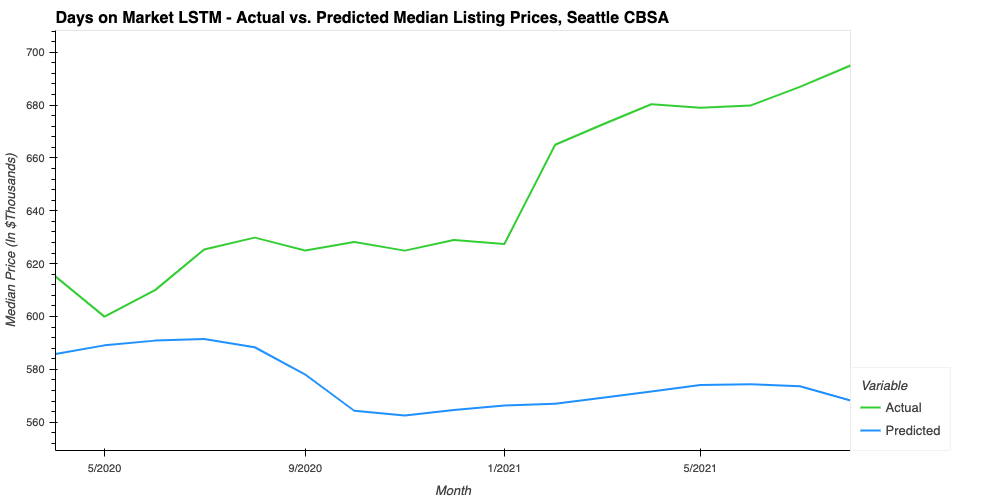 Days on Market LSTM - Actual vs. Predicted Median Listing Prices, Seattle CBSA
Median Price (In $Thousands)
700
680
660
640
620
600
580
560
5/2020
9/2020
1/2021
5/2021
Month
Variable
Actual
Predicted